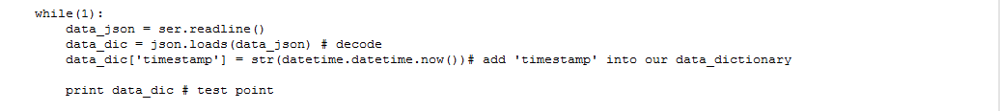 while(1):
data_json = ser.readline()
data_dic = json.loads(data_json) # decode
data_dic['timestamp'] = str(datetime.datetime.now())# add 'timestamp' into our data_dictionary
print data_dic # test point